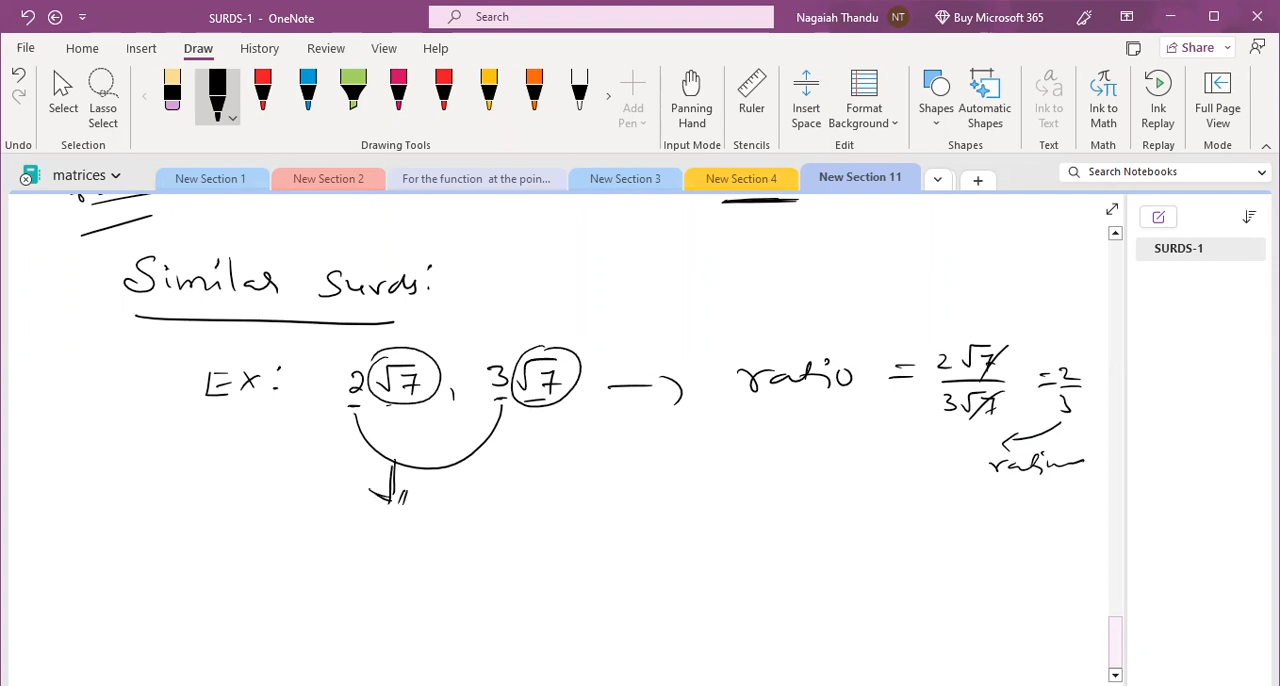 SURDS-1 - OneNote
Search
Nagaiah Thandu NT
Buy Microsoft 365
File Home Insert Draw History Review View Help
Share
Select
Lasso Select
Add Pen
Panning Hand
Ruler
Insert Space
Format Background
Shapes
Automatic Shapes
Ink to Text
Ink to Math
Ink Replay
Full Page View
Undo Selection Drawing Tools Input Mode Stencils Edit Shapes Text Math Replay Mode
matrices
New Section 1 New Section 2 For the function at the poin... New Section 3 New Section 4 New Section 11
Search Notebooks
SURDS-1
Similar Surds:
Ex: 2√7, 3√7 → ratio = 2√7/3√7 = 2/3